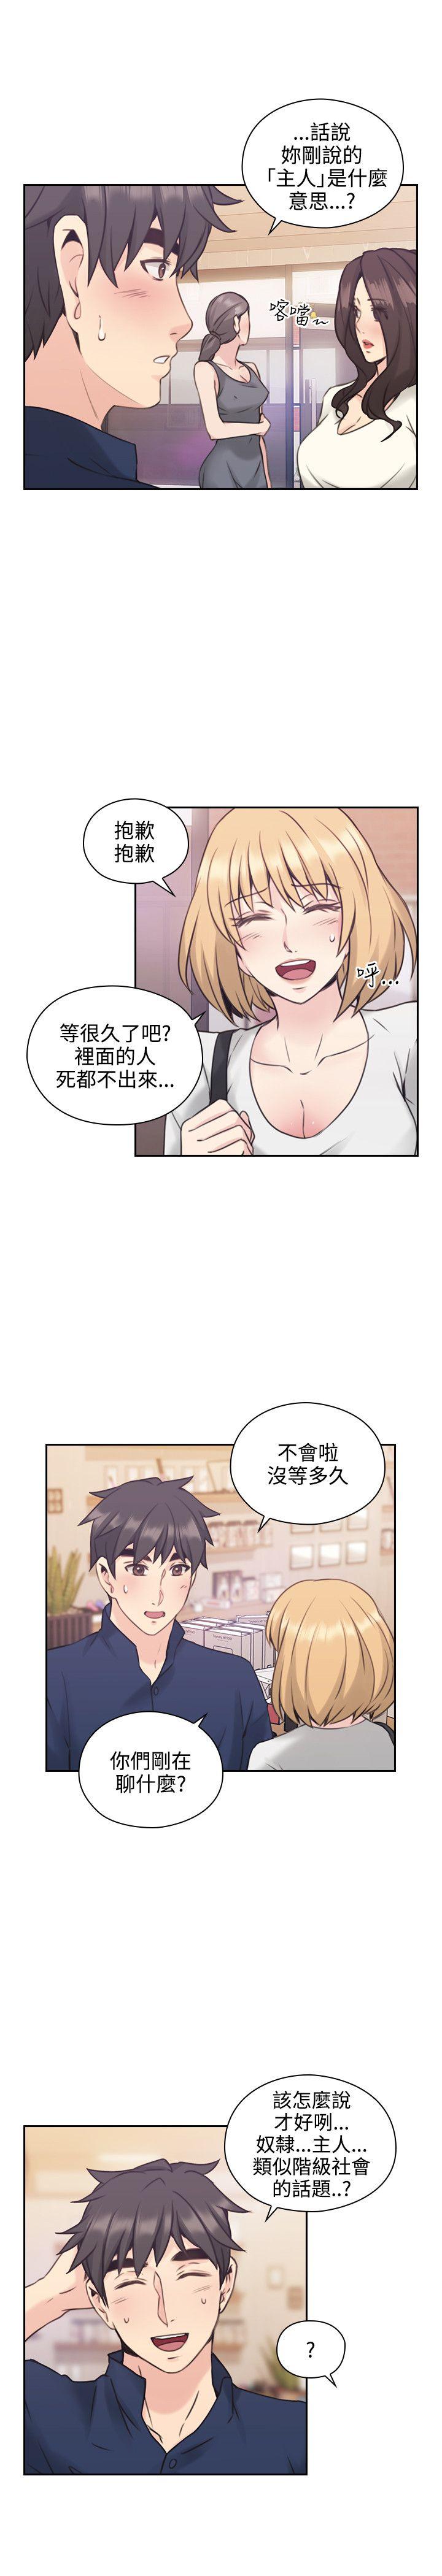 ...話說
妳剛說的
「主人」是什麼
意思...?
喀噹~
抱歉
抱歉
呼...
等很久了吧?
裡面的人
死都不出來...
不會啦
沒等多久
你們剛在
聊什麼?
該怎麼說
才好咧...
奴隸...主人...
類似階級社會
的話題..?
?